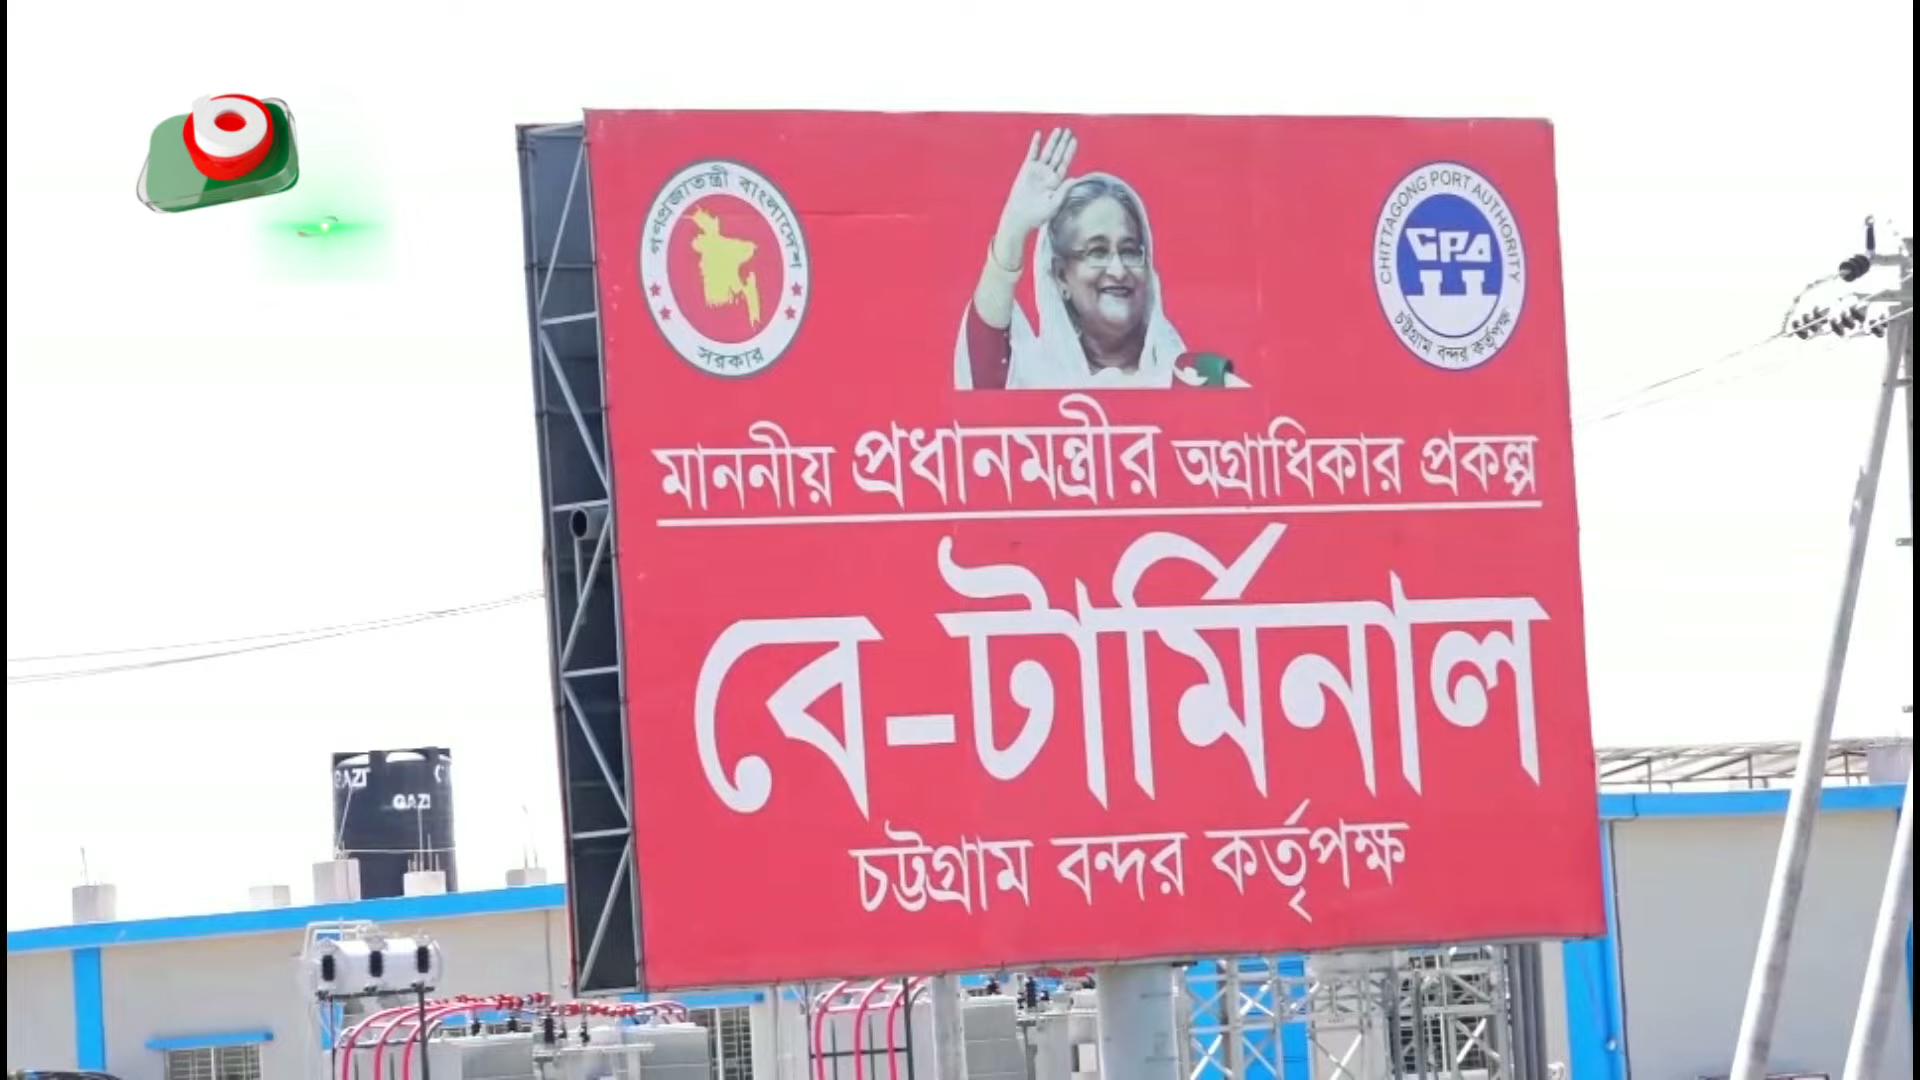 গণপ্রজাতন্ত্রী বাংলাদেশ
সরকার
CHITTAGONG PORT AUTHORITY
CPA
চট্টগ্রাম বন্দর কর্তৃপক্ষ
মাননীয় প্রধানমন্ত্রীর অগ্রাধিকার প্রকল্প
বে-টার্মিনাল
চট্টগ্রাম বন্দর কর্তৃপক্ষ
GAZI